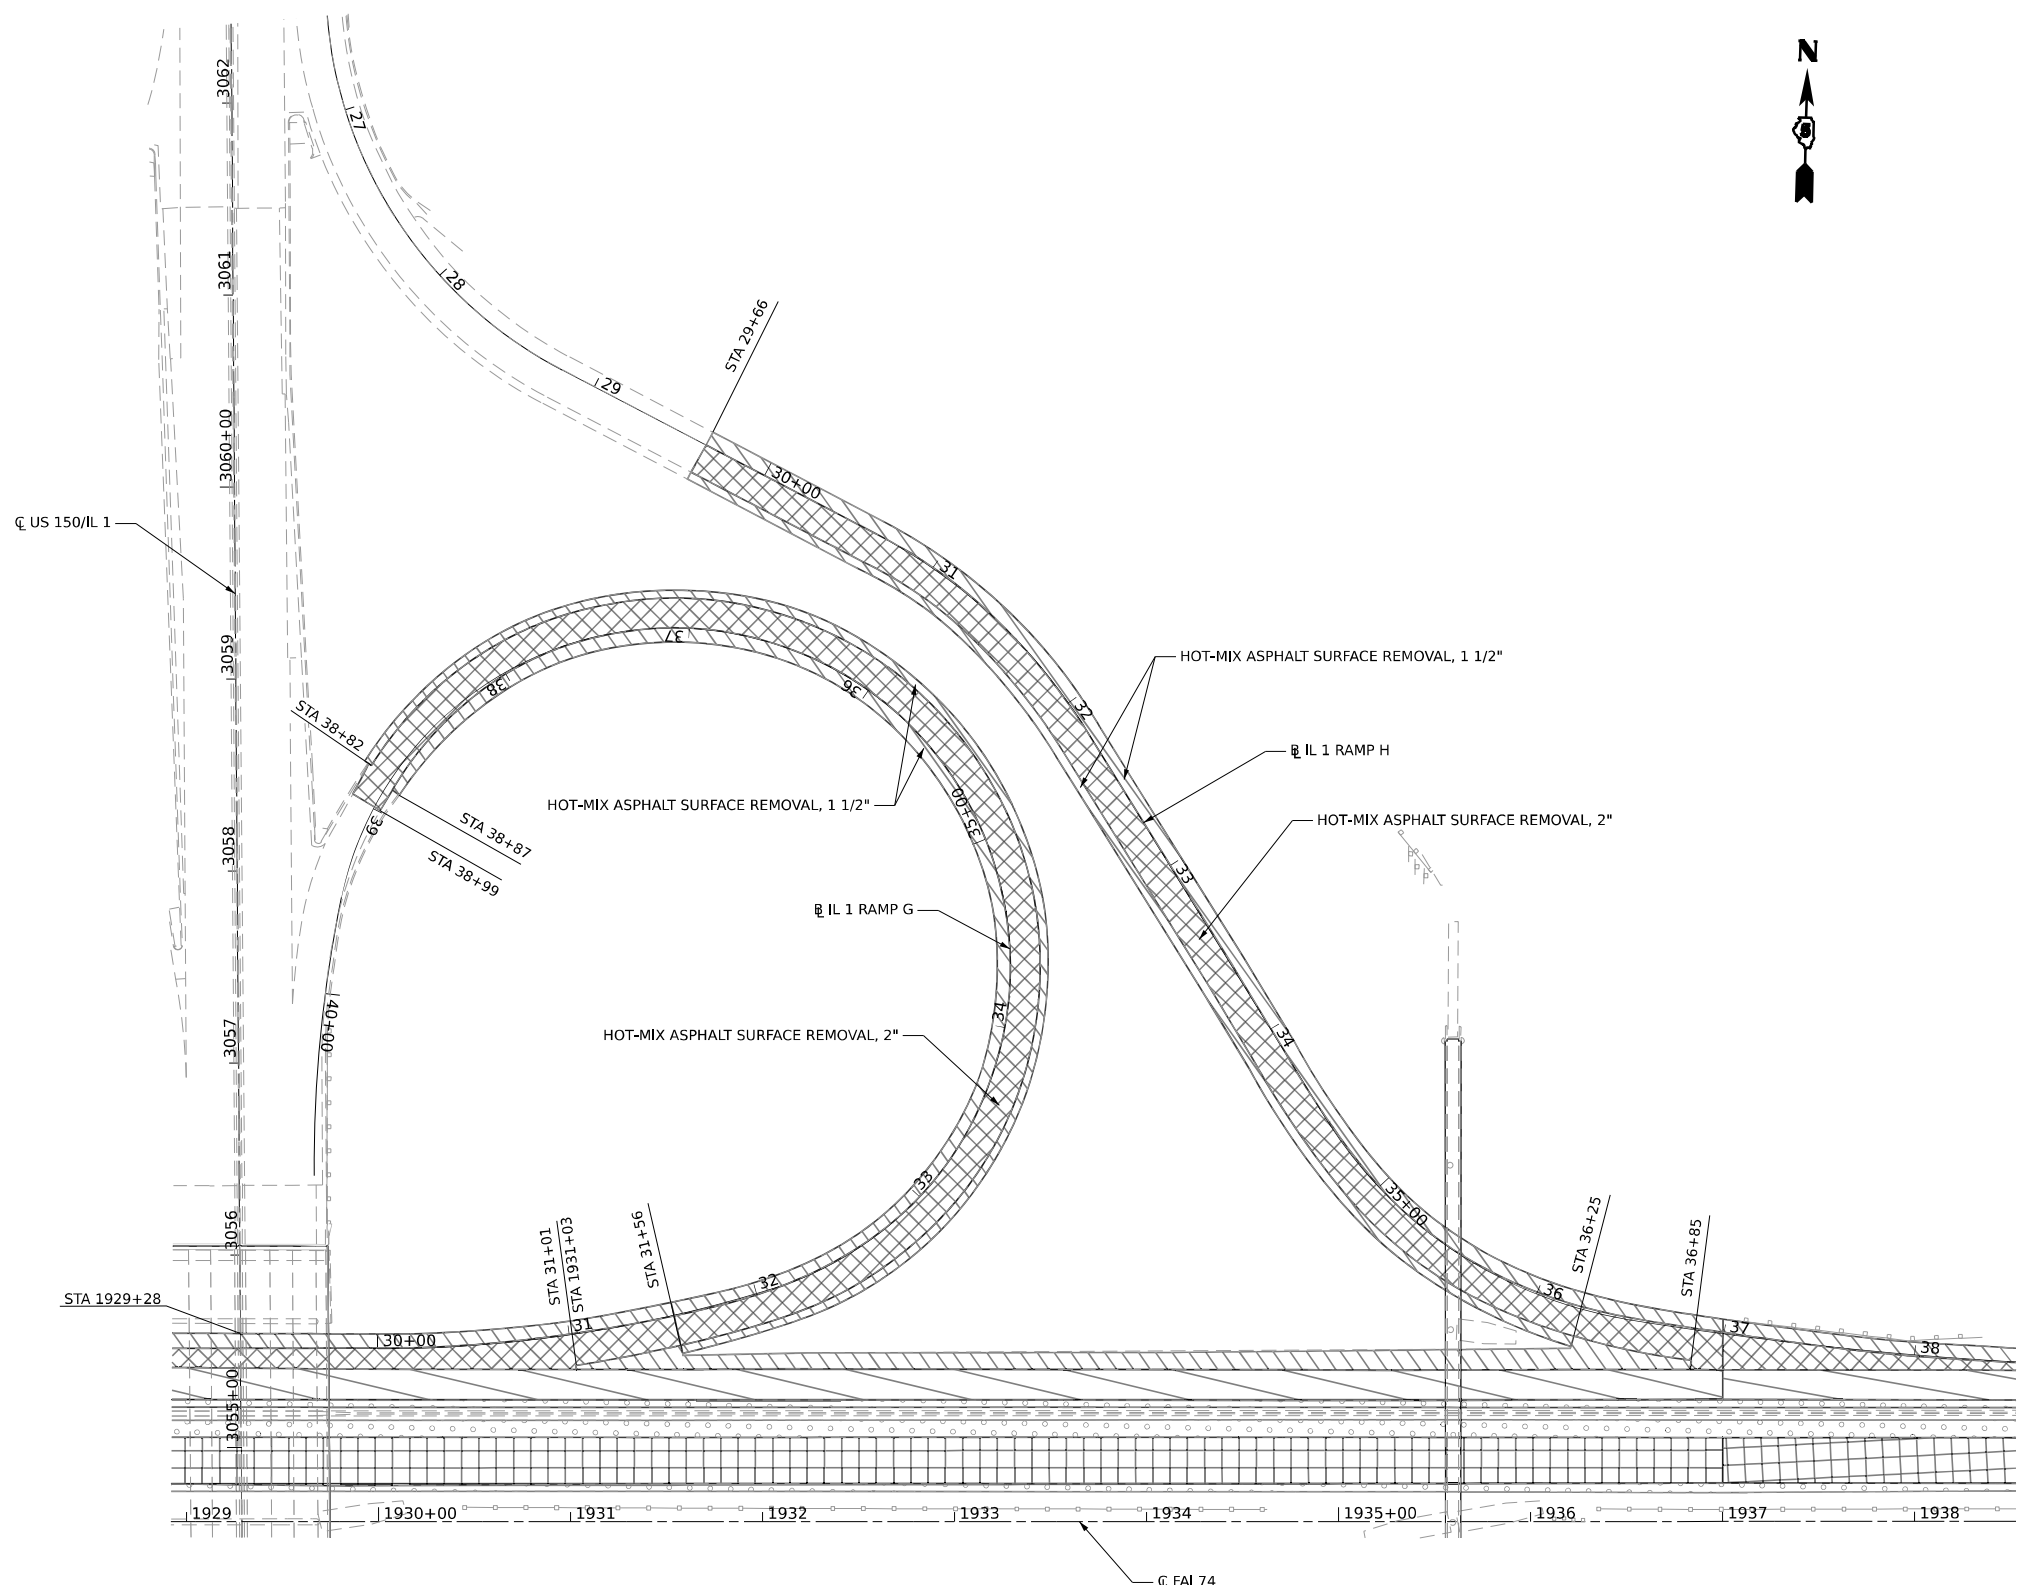 N
3062
27
3061
28
STA 29+66
29
3060+00
30+00
℄ US 150/IL 1
31
37
3059
HOT-MIX ASPHALT SURFACE REMOVAL, 1 1/2"
38
36
32
STA 38+82
℄ IL 1 RAMP H
HOT-MIX ASPHALT SURFACE REMOVAL, 1 1/2"
35+00
HOT-MIX ASPHALT SURFACE REMOVAL, 2"
39
STA 38+87
3058
STA 38+99
33
℄ IL 1 RAMP G
34
40+00
3057
HOT-MIX ASPHALT SURFACE REMOVAL, 2"
34
33
35+00
3056
STA 31+01
STA 1931+03
STA 31+56
STA 36+25
STA 36+85
32
36
STA 1929+28
31
30+00
37
38
3055+00
1929
1930+00
1931
1932
1933
1934
1935+00
1936
1937
1938
℄ FAI 74